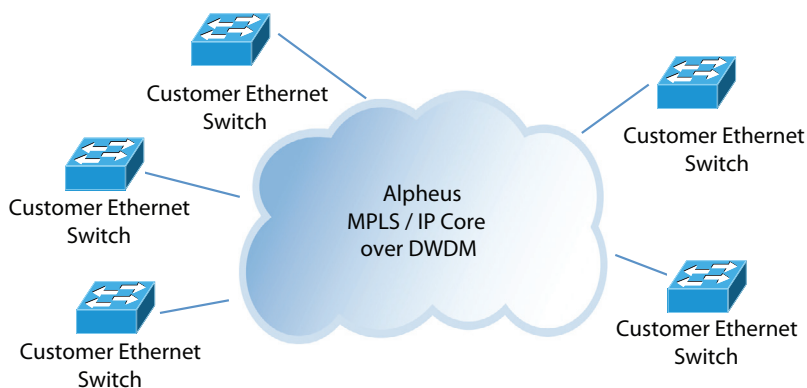 Customer Ethernet
Switch
Customer Ethernet
Switch
Customer Ethernet
Switch
Alpheus
MPLS / IP Core
over DWDM
Customer Ethernet
Switch
Customer Ethernet
Switch